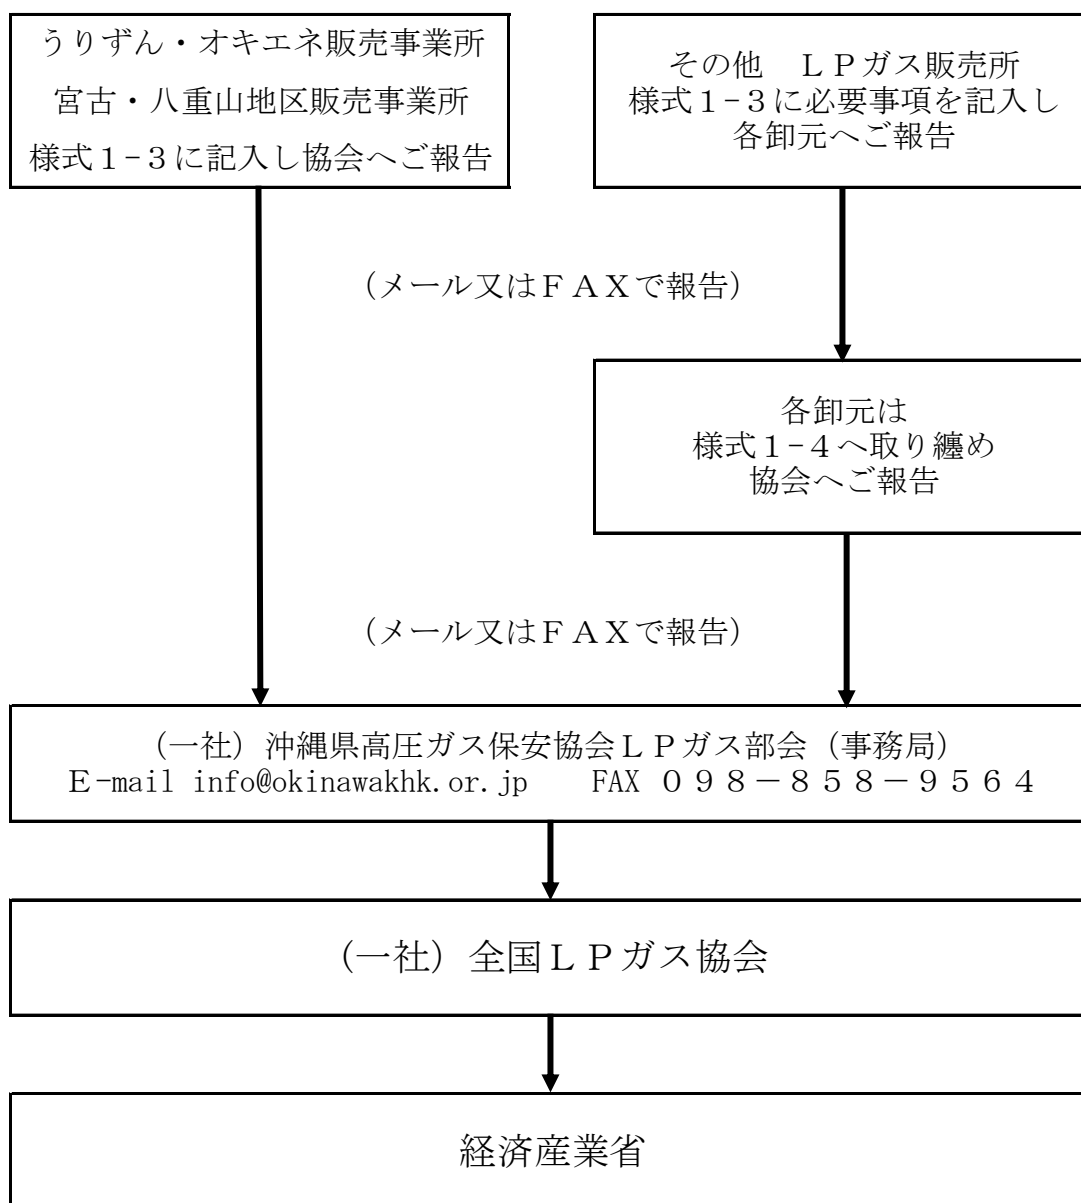 うりずん・オキエネ販売事業所
宮古・八重山地区販売事業所
様式１-３に記入し協会へご報告
その他　ＬＰガス販売所
様式１-３に必要事項を記入し
各卸元へご報告
（メール又はＦＡＸで報告）
各卸元は
様式１-４へ取り纏め
協会へご報告
（メール又はＦＡＸで報告）
（一社）沖縄県高圧ガス保安協会ＬＰガス部会（事務局）
Ｅ-mail info@okinawakhk.or.jp　　FAX ０９８－８５８－９５６４
（一社）全国ＬＰガス協会
経済産業省